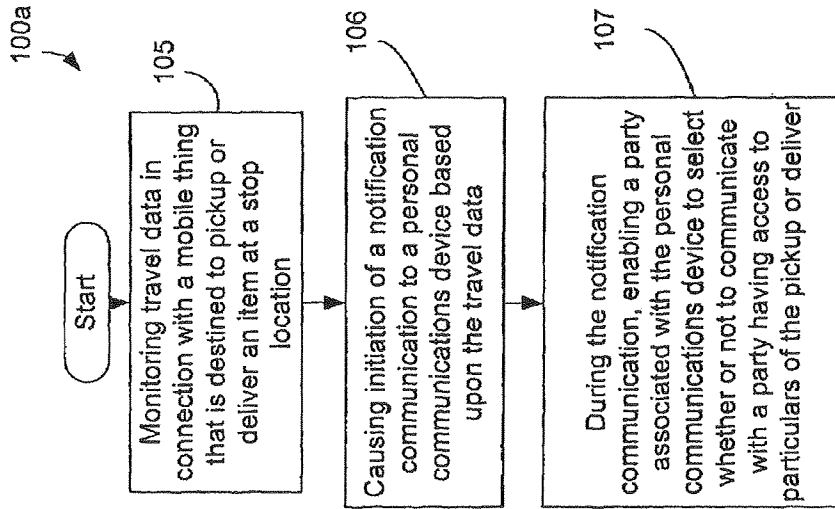 100a
Start
105
Monitoring travel data in
connection with a mobile thing
that is destined to pickup or
deliver an item at a stop
location
106
Causing initiation of a notification
communication to a personal
communications device based
upon the travel data
107
During the notification
communication, enabling a party
associated with the personal
communications device to select
whether or not to communicate
with a party having access to
particulars of the pickup or deliver